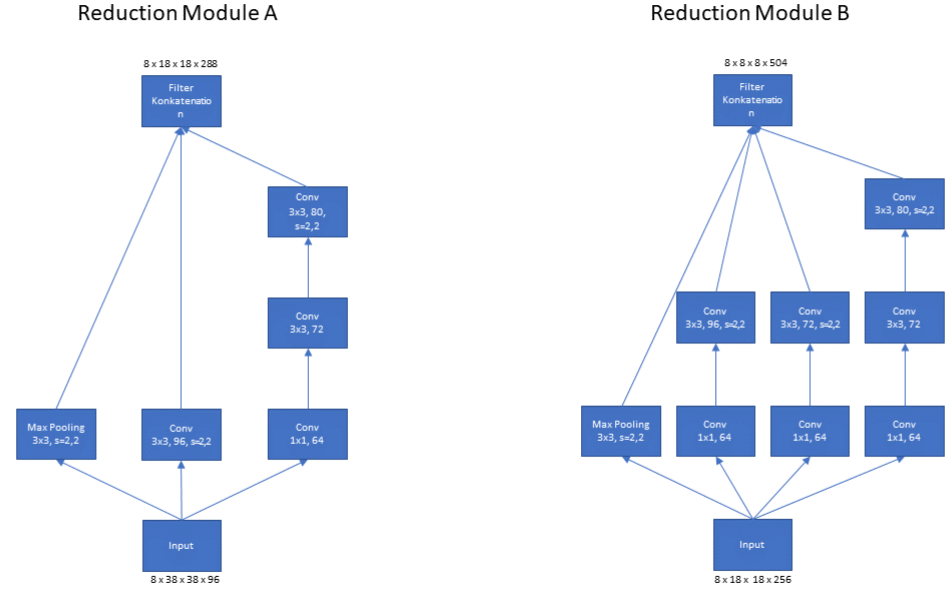 Reduction Module A
8 x 18 x 18 x 288
Filter
Konkatenatio
n
Conv
3x3, 80,
s=2,2
Conv
3x3, 72
Max Pooling
3x3, s=2,2
Conv
3x3, 96, s=2,2
Conv
1x1, 64
Input
8 x 38 x 38 x 96
Reduction Module B
8 x 8 x 8 x 504
Filter
Konkatenatio
n
Conv
3x3, 80, s=2,2
Conv
3x3, 96, s=2,2
Conv
3x3, 72, s=2,2
Conv
3x3, 72
Max Pooling
3x3, s=2,2
Conv
1x1, 64
Conv
1x1, 64
Conv
1x1, 64
Input
8 x 18 x 18 x 256